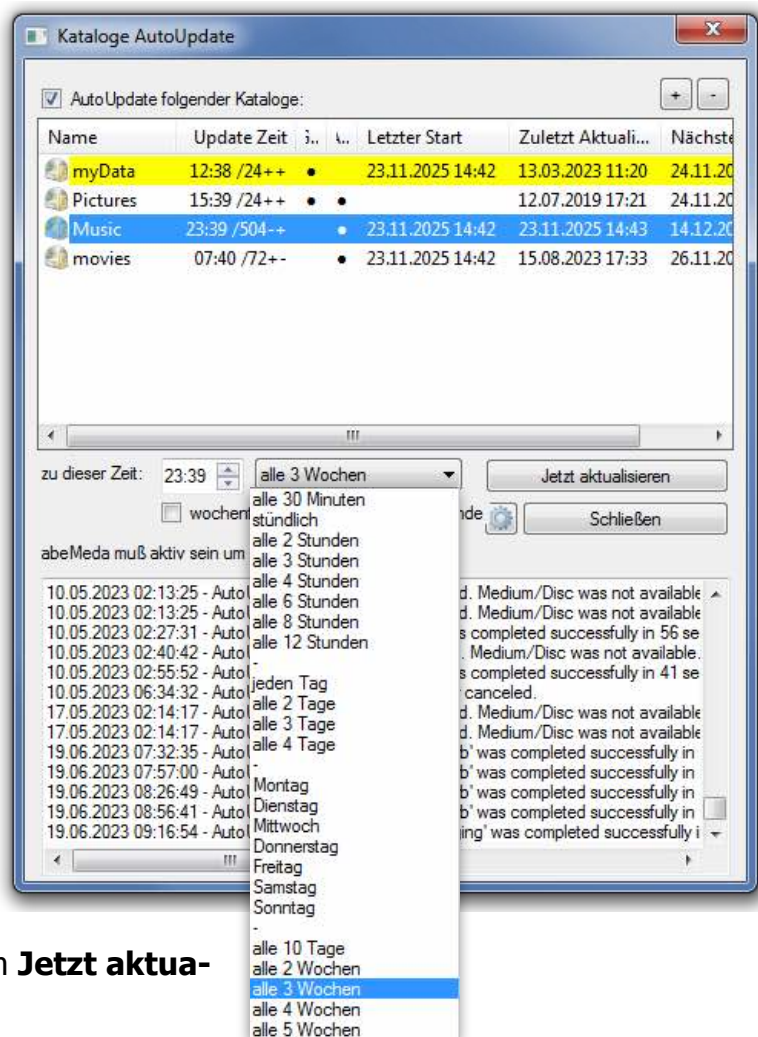 Kataloge AutoUpdate
AutoUpdate folgender Kataloge:
+ -
Name Update Zeit Letzter Start Zuletzt Aktuali... Nächste
myData 12:38 /24++ • 23.11.2025 14:42 13.03.2023 11:20 24.11.20
Pictures 15:39 /24++ • • 12.07.2019 17:21 24.11.20
Music 23:39 /504-+ • 23.11.2025 14:42 23.11.2025 14:43 14.12.20
movies 07:40 /72+- • 23.11.2025 14:42 15.08.2023 17:33 26.11.20
zu dieser Zeit: 23:39 alle 3 Wochen Jetzt aktualisieren
Schließen
abeMeda muß aktiv sein um
alle 30 Minuten
stündlich
alle 2 Stunden
alle 3 Stunden
alle 4 Stunden
alle 6 Stunden
alle 8 Stunden
alle 12 Stunden
-
jeden Tag
alle 2 Tage
alle 3 Tage
alle 4 Tage
-
Montag
Dienstag
Mittwoch
Donnerstag
Freitag
Samstag
Sonntag
-
alle 10 Tage
alle 2 Wochen
alle 3 Wochen
alle 4 Wochen
alle 5 Wochen
10.05.2023 02:13:25 - d. Medium/Disc was not available
10.05.2023 02:13:25 - d. Medium/Disc was not available
10.05.2023 02:27:31 - s completed successfully in 56 se
10.05.2023 02:40:42 - . Medium/Disc was not available.
10.05.2023 02:55:52 - s completed successfully in 41 se
10.05.2023 06:34:32 - canceled.
17.05.2023 02:14:17 - d. Medium/Disc was not available
17.05.2023 02:14:17 - d. Medium/Disc was not available
19.06.2023 07:32:35 - b' was completed successfully in
19.06.2023 07:57:00 - b' was completed successfully in
19.06.2023 08:26:49 - b' was completed successfully in
19.06.2023 08:56:41 - b' was completed successfully in
19.06.2023 09:16:54 - ing' was completed successfully i
n Jetzt aktua-